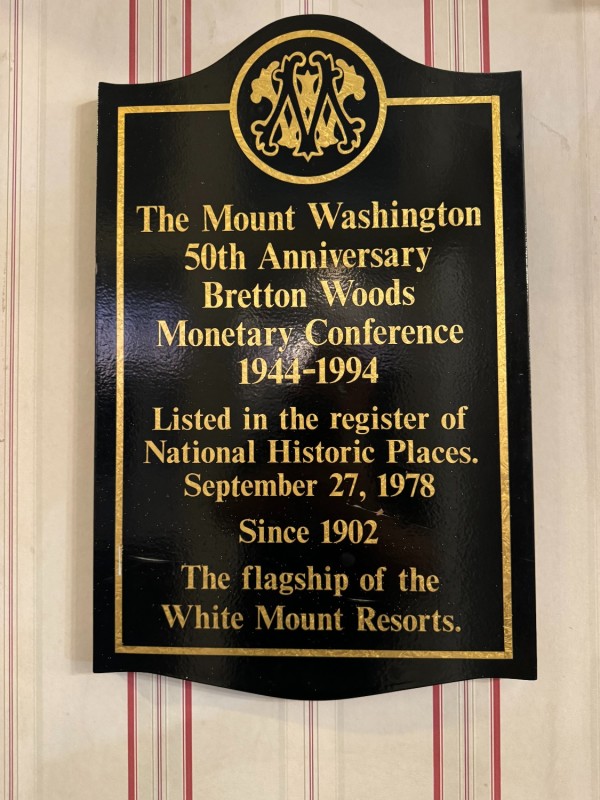 The Mount Washington
50th Anniversary
Bretton Woods
Monetary Conference
1944-1994
Listed in the register of
National Historic Places.
September 27, 1978
Since 1902
The flagship of the
White Mount Resorts.